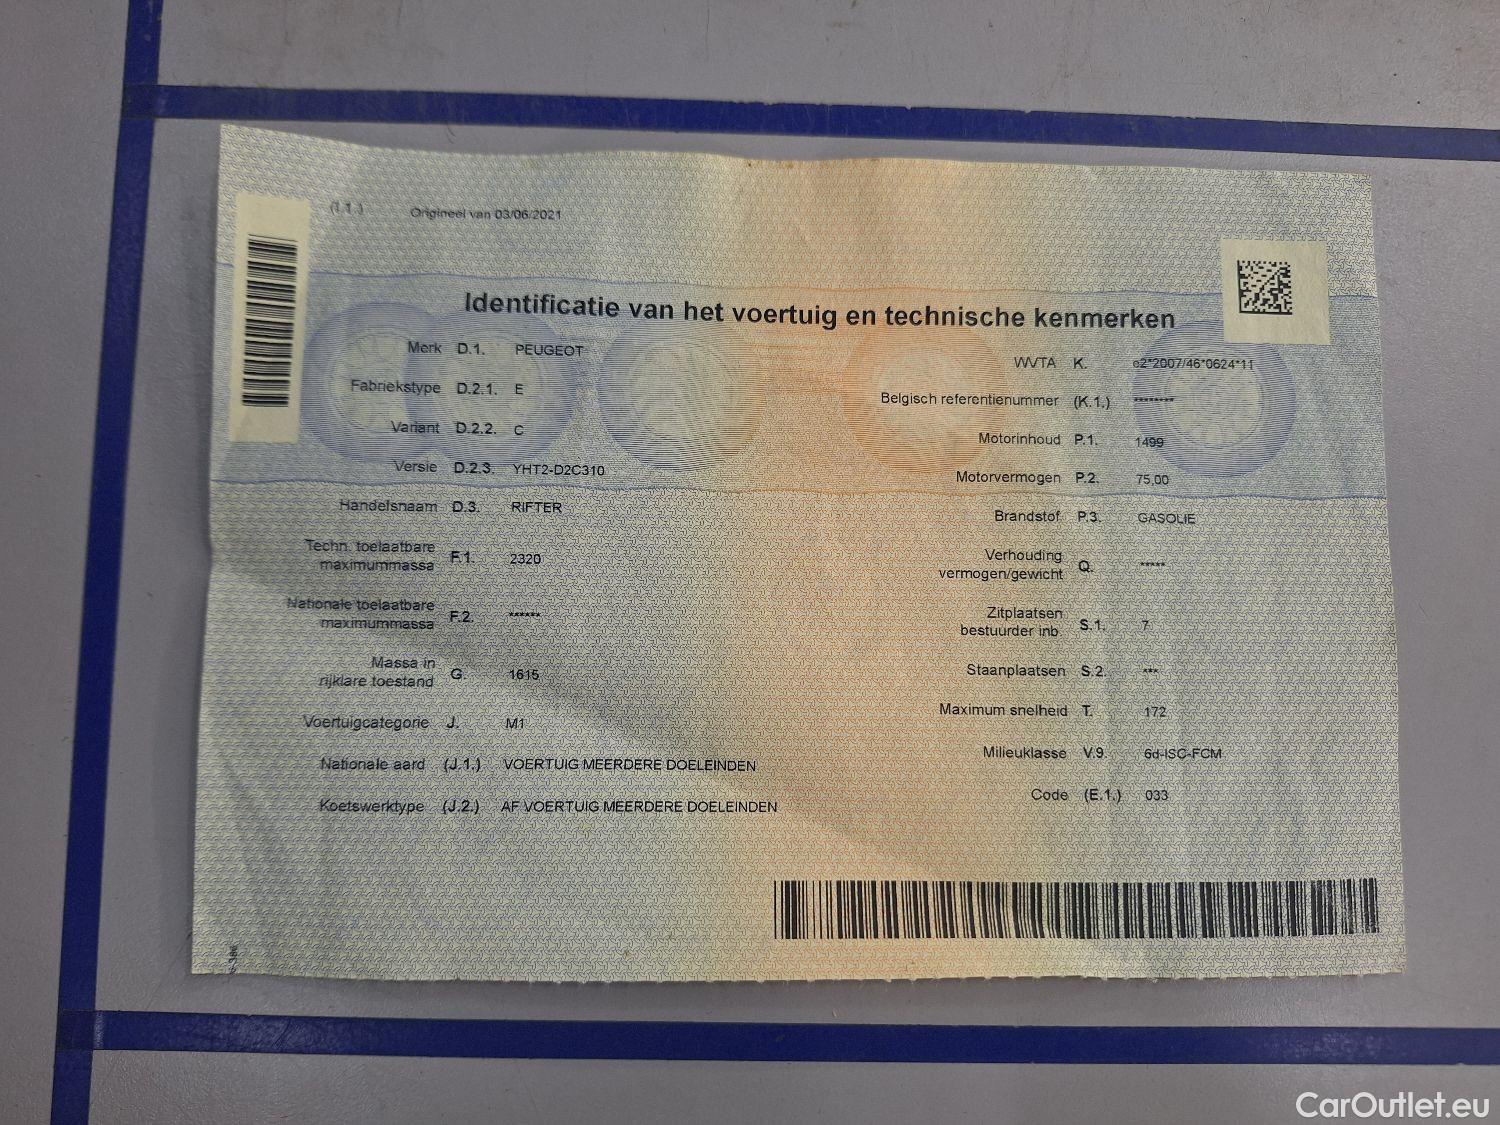 (I.1.) Origineel van 03/06/2021
Identificatie van het voertuig en technische kenmerken
Merk D.1. PEUGEOT
Fabriekstype D.2.1. E
Variant D.2.2. C
Versie D.2.3. YHT2-D2C310
Handelsnaam D.3. RIFTER
Techn. toelaatbare
maximummassa F.1. 2320
Nationale toelaatbare
maximummassa F.2. ******
Massa in
rijklare toestand G. 1615
Voertuigcategorie J. M1
Nationale aard (J.1.) VOERTUIG MEERDERE DOELEINDEN
Koetswerktype (J.2.) AF VOERTUIG MEERDERE DOELEINDEN
WVTA K. e2*2007/46*0624*11
Belgisch referentienummer (K.1.) ********
Motorinhoud P.1. 1499
Motorvermogen P.2. 75,00
Brandstof P.3. GASOLIE
Verhouding
vermogen/gewicht Q. *****
Zitplaatsen
bestuurder inb. S.1. 7
Staanplaatsen S.2. ***
Maximum snelheid T. 172
Milieuklasse V.9. 6d-ISC-FCM
Code (E.1.) 033
CarOutlet.eu